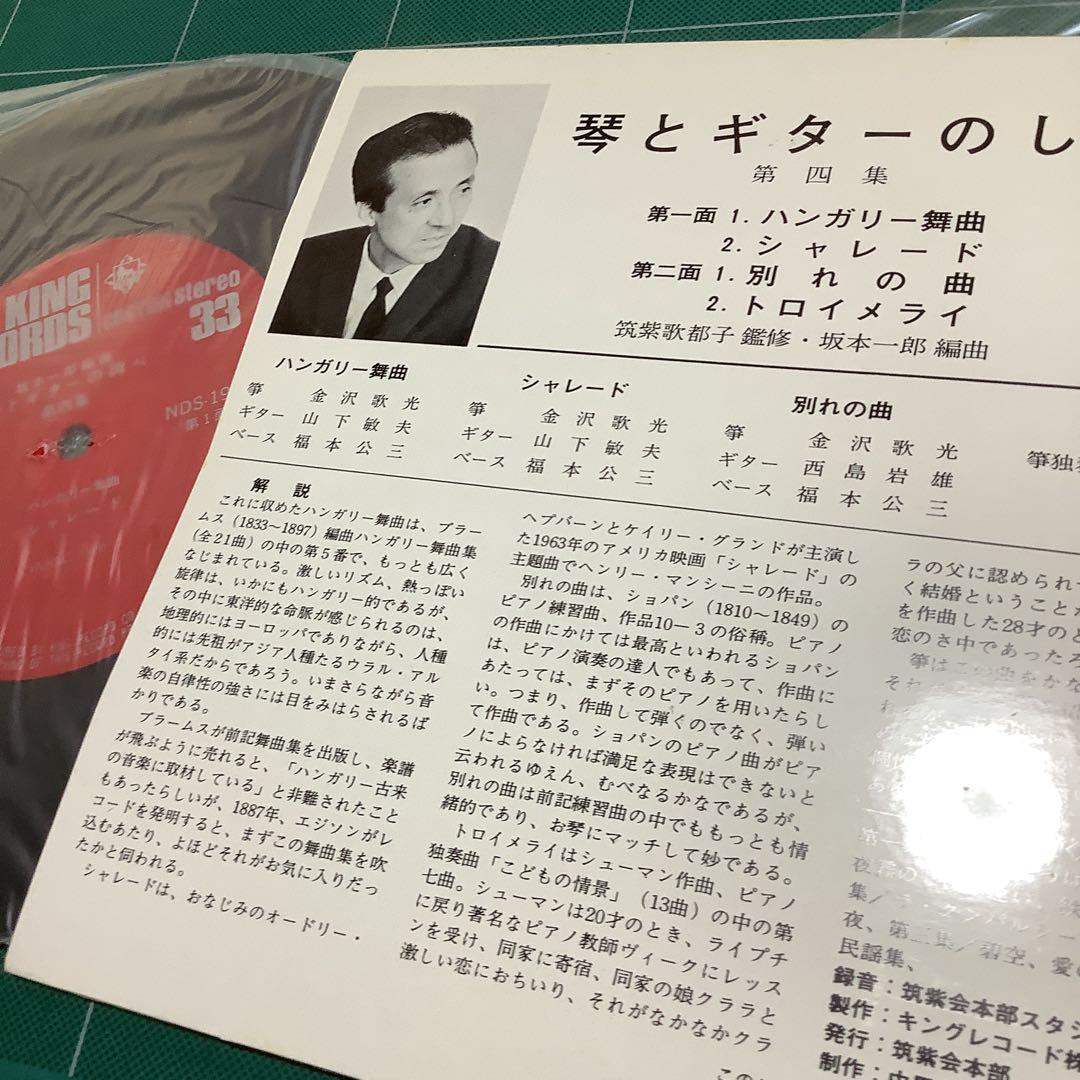 琴とギターのし
第四集
第一面 1. ハンガリー舞曲
2. シャレード
第二面 1. 別れの曲
2. トロイメライ
筑紫歌都子 鑑修・坂本一郎 編曲
ハンガリー舞曲
箏 金沢歌光
ギター 山下敏夫
ベース 福本公三
シャレード
箏 金沢歌光
ギター 山下敏夫
ベース 福本公三
別れの曲
箏 金沢歌光
ギター 西島岩雄
ベース 福本公三
箏独
解説
これに収めたハンガリー舞曲は、ブラー
ムス (1833〜1897) 編曲ハンガリー舞曲集
(全21曲) の中の第5番で、もっとも広く
なじまれている。激しいリズム、熱っぽい
旋律は、いかにもハンガリー的であるが、
その中に東洋的な命脈が感じられるのは、
地理的にはヨーロッパでありながら、人種
的には先祖がアジア人種たるウラル・アル
タイ系だからであろう。いまさらながら音
楽の自律性の強さには目をみはらされるば
かりである。
ブラームスが前記舞曲集を出版し、楽譜
が飛ぶように売れると、「ハンガリー古来
の音楽に取材している」と非難されたこと
もあったらしいが、1887年、エジソンがレ
コードを発明すると、まずこの舞曲集を吹
込むあたり、よほどそれがお気に入りだっ
たかと伺われる。
シャレードは、おなじみのオードリー・
ヘプバーンとケイリー・グランドが主演し
た1963年のアメリカ映画「シャレード」の
主題曲でヘンリー・マンシーニの作品。
別れの曲は、ショパン (1810〜1849) の
ピアノ練習曲、作品10—3の俗称。ピアノ
の作曲にかけては最高といわれるショパン
は、ピアノ演奏の達人でもあって、作曲に
あたっては、まずそのピアノを用いたらし
い。つまり、作曲して弾くのでなく、弾い
て作曲である。ショパンのピアノ曲がピア
ノによらなければ満足な表現はできないと
云われるゆえん、むべなるかなであるが、
別れの曲は前記練習曲の中でももっとも情
緒的であり、お琴にマッチして妙である。
トロイメライはシューマン作曲、ピアノ
独奏曲「こどもの情景」(13曲) の中の第
七曲。シューマンは20才のとき、ライプチ
に戻り著名なピアノ教師ヴィークにレッス
ンを受け、同家に寄宿、同家の娘クララと
激しい恋におちいり、それがなかなかクラ
ラの父に認められ
く結婚ということ
を作曲した28才のと
恋のさ中であったろ
箏はこの曲をかな
それ
夜、第三集/碧空、愛
民謡集、
録音：筑紫会本部スタジ
製作：キングレコード株
発行：筑紫会本部
制作：
KING
ORDS
stereo
33
NDS-19
第1面
ハンガリー舞曲
シャレード